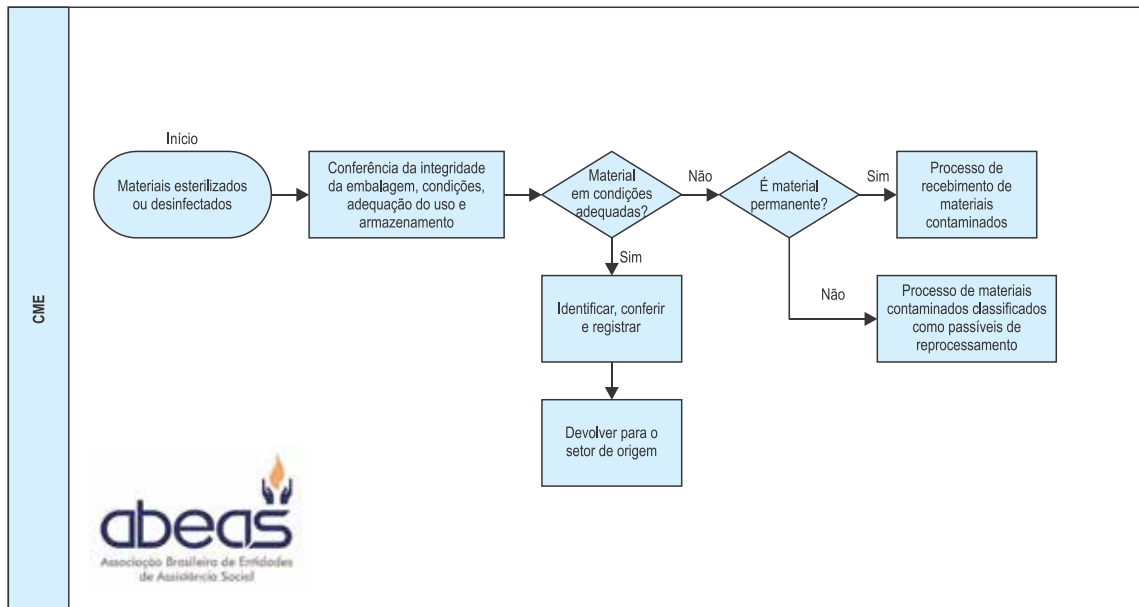 Início
Materiais esterilizados
ou desinfectados
Conferência da integridade
da embalagem, condições,
adequação do uso e
armazenamento
Material
em condições
adequadas?
Não
É material
permanente?
Sim
Processo de
recebimento de
materiais
contaminados
Sim
Identificar, conferir
e registrar
Não
Processo de materiais
contaminados classificados
como passíveis de
reprocessamento
Devolver para o
setor de origem
CME
abeas
Associação Brasileira de Entidades
de Assistência Social